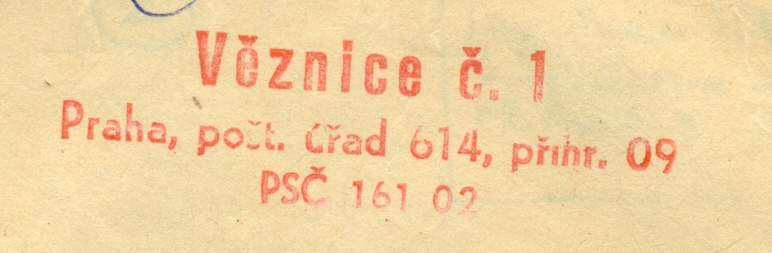 Věznice č. 1
Praha, pošt. úřad 614, přihr. 09
PSČ 161 02